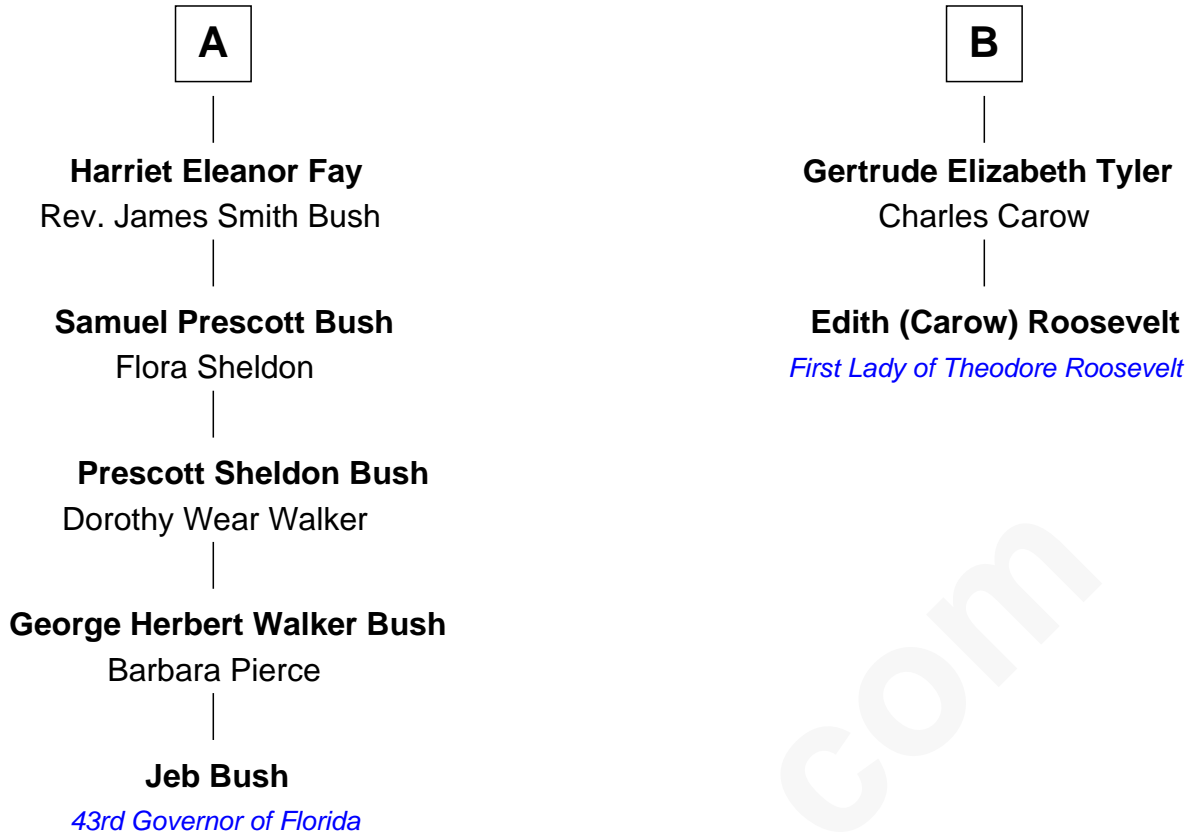 A
Harriet Eleanor Fay
Rev. James Smith Bush
Samuel Prescott Bush
Flora Sheldon
Prescott Sheldon Bush
Dorothy Wear Walker
George Herbert Walker Bush
Barbara Pierce
Jeb Bush
43rd Governor of Florida
B
Gertrude Elizabeth Tyler
Charles Carow
Edith (Carow) Roosevelt
First Lady of Theodore Roosevelt
com